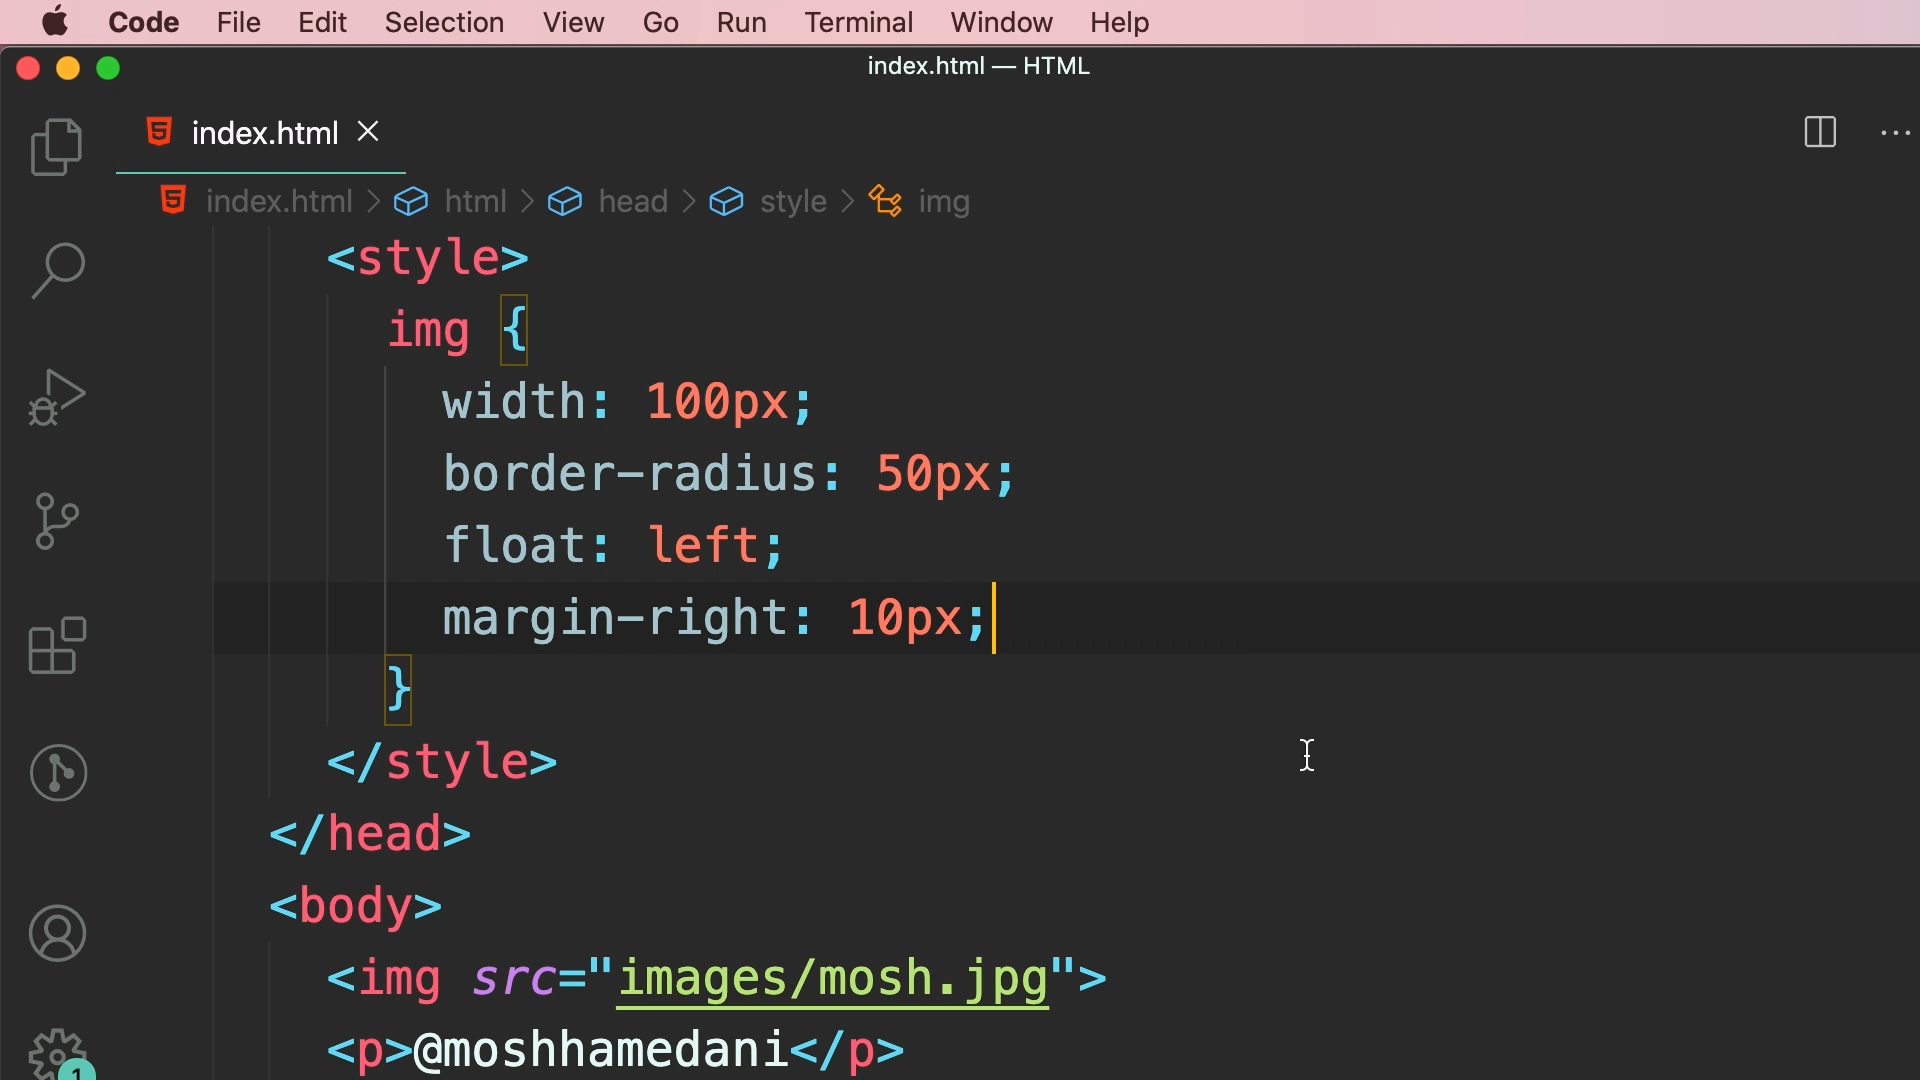 Code File Edit Selection View Go Run Terminal Window Help
index.html — HTML
index.html
index.html > html > head > style > img
<style>
img {
width: 100px;
border-radius: 50px;
float: left;
margin-right: 10px;
}
</style>
</head>
<body>
<img src="images/mosh.jpg">
<p>@moshhamedani</p>
1